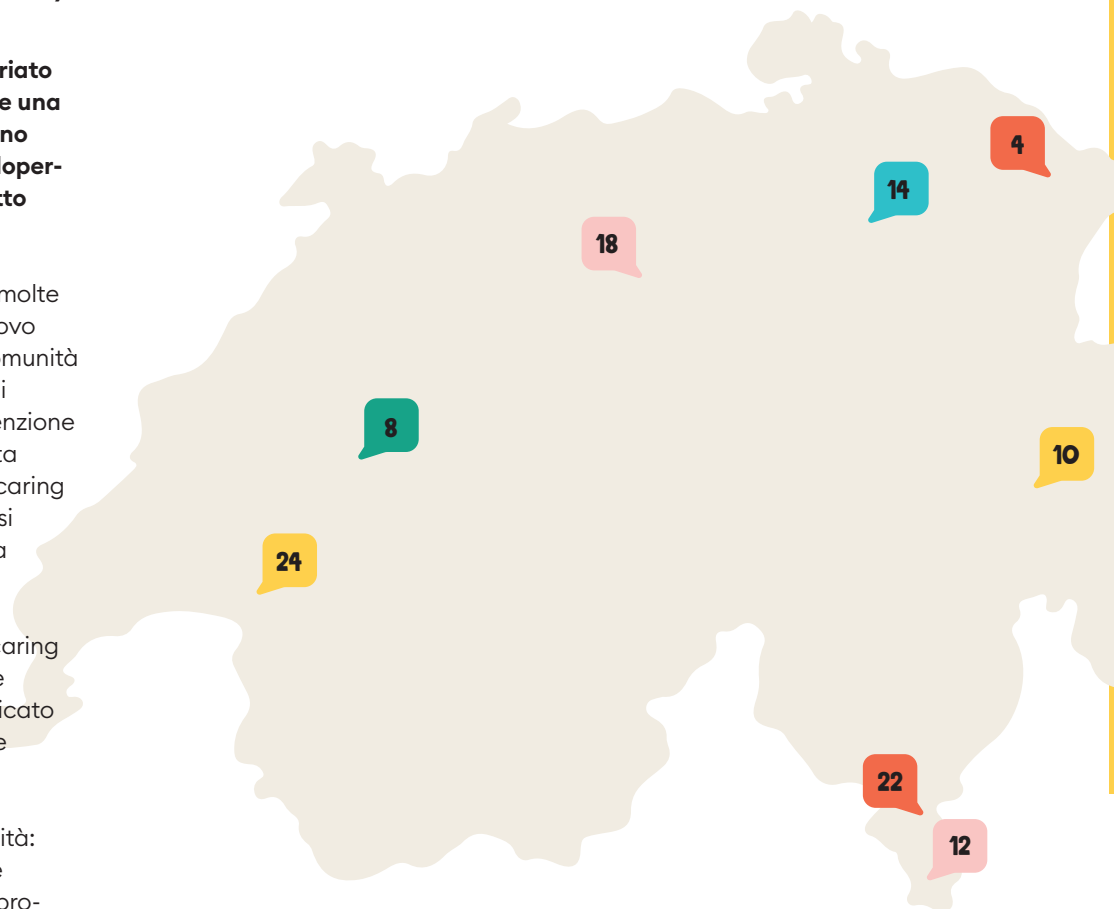 riato
e una
no
loper-
tto
molte
ovo
munità
i
enzione
ta
caring
si
a
aring
e
icato
e
ità:
e
pro-
4
14
18
8
10
24
22
12